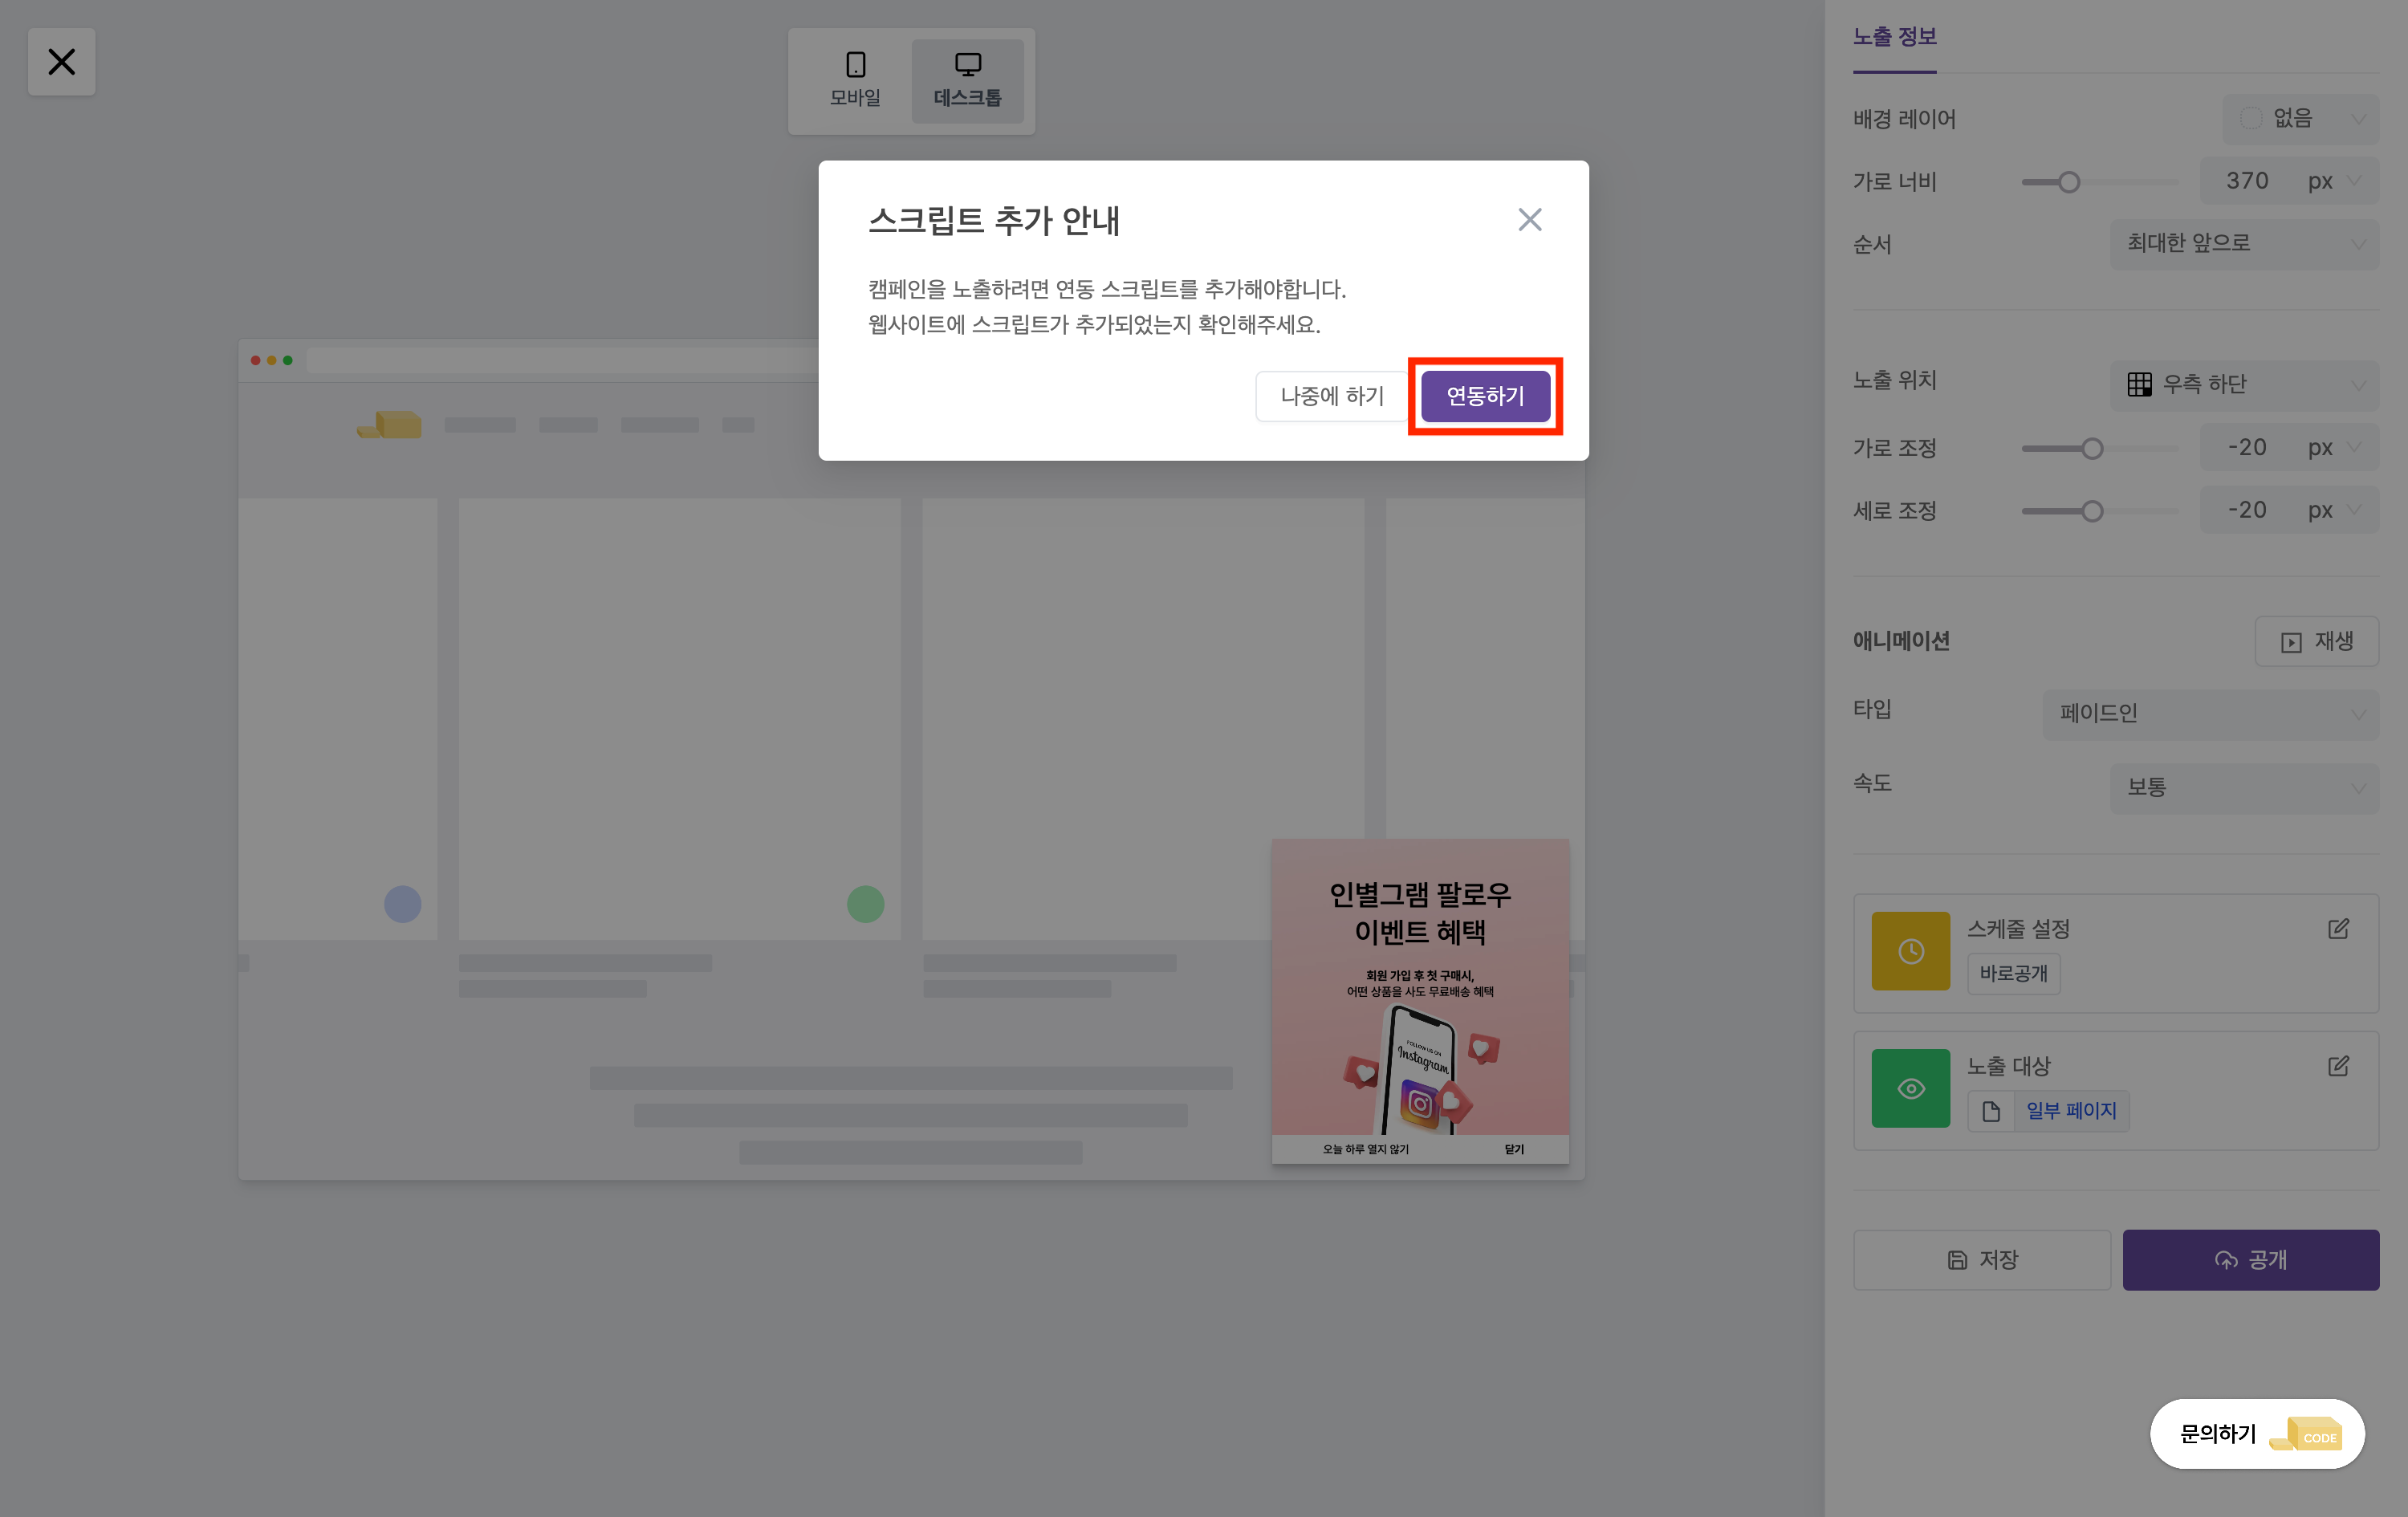 모바일
데스크톱
스크립트 추가 안내
캠페인을 노출하려면 연동 스크립트를 추가해야합니다.
웹사이트에 스크립트가 추가되었는지 확인해주세요.
나중에 하기
연동하기
인별그램 팔로우
이벤트 혜택
회원 가입 후 첫 구매시,
어떤 상품을 사도 무료배송 혜택
FOLLOW US ON
Instagram
오늘 하루 열지 않기
닫기
노출 정보
배경 레이어
없음
가로 너비
370 px
순서
최대한 앞으로
노출 위치
우측 하단
가로 조정
-20 px
세로 조정
-20 px
애니메이션
재생
타입
페이드인
속도
보통
스케줄 설정
바로공개
노출 대상
일부 페이지
저장
공개
문의하기
CODE